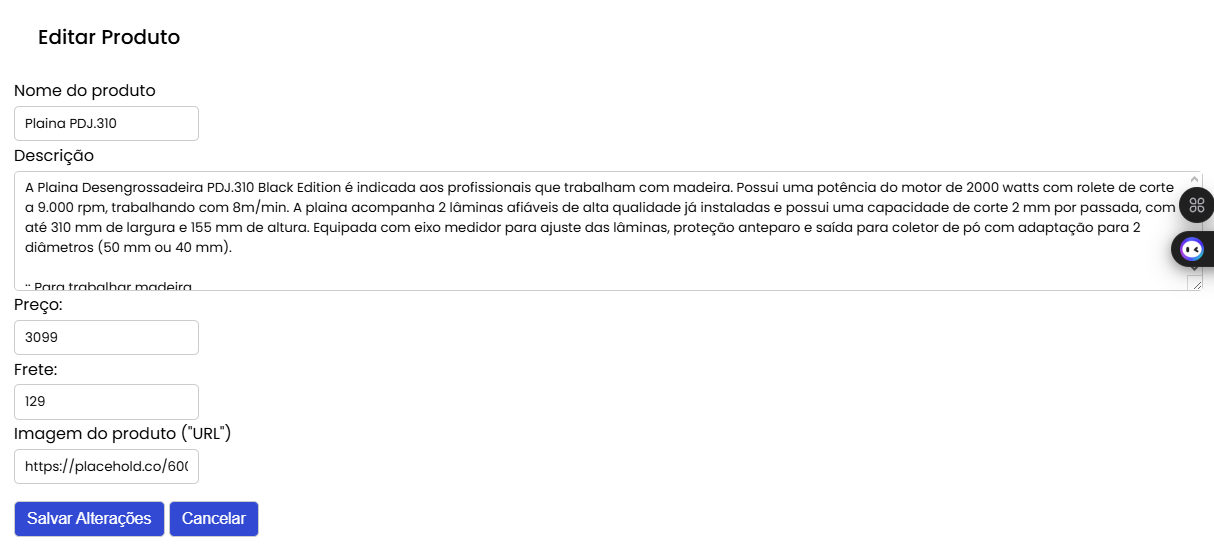 Editar Produto
Nome do produto
Plaina PDJ.310
Descrição
A Plaina Desengrossadeira PDJ.310 Black Edition é indicada aos profissionais que trabalham com madeira. Possui uma potência do motor de 2000 watts com rolete de corte
a 9.000 rpm, trabalhando com 8m/min. A plaina acompanha 2 lâminas afiáveis de alta qualidade já instaladas e possui uma capacidade de corte 2 mm por passada, com
até 310 mm de largura e 155 mm de altura. Equipada com eixo medidor para ajuste das lâminas, proteção anteparo e saída para coletor de pó com adaptação para 2
diâmetros (50 mm ou 40 mm).
:: Para trabalhar madeira
Preço:
3099
Frete:
129
Imagem do produto ("URL")
https://placehold.co/60
Salvar Alterações
Cancelar